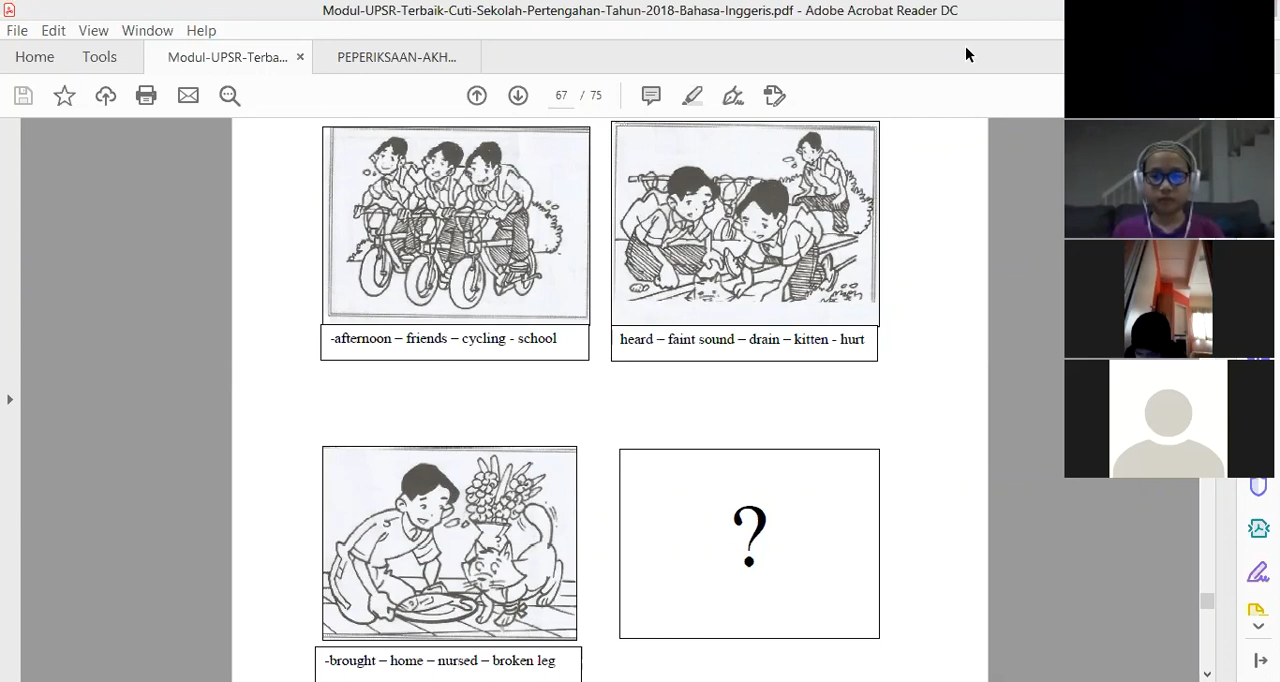 Modul-UPSR-Terbaik-Cuti-Sekolah-Pertengahan-Tahun-2018-Bahasa-Inggeris.pdf - Adobe Acrobat Reader DC
File Edit View Window Help
Home Tools Modul-UPSR-Terba... × PEPERIKSAAN-AKH...
67 / 75
-afternoon – friends – cycling - school
heard – faint sound – drain – kitten - hurt
?
-brought – home – nursed – broken leg